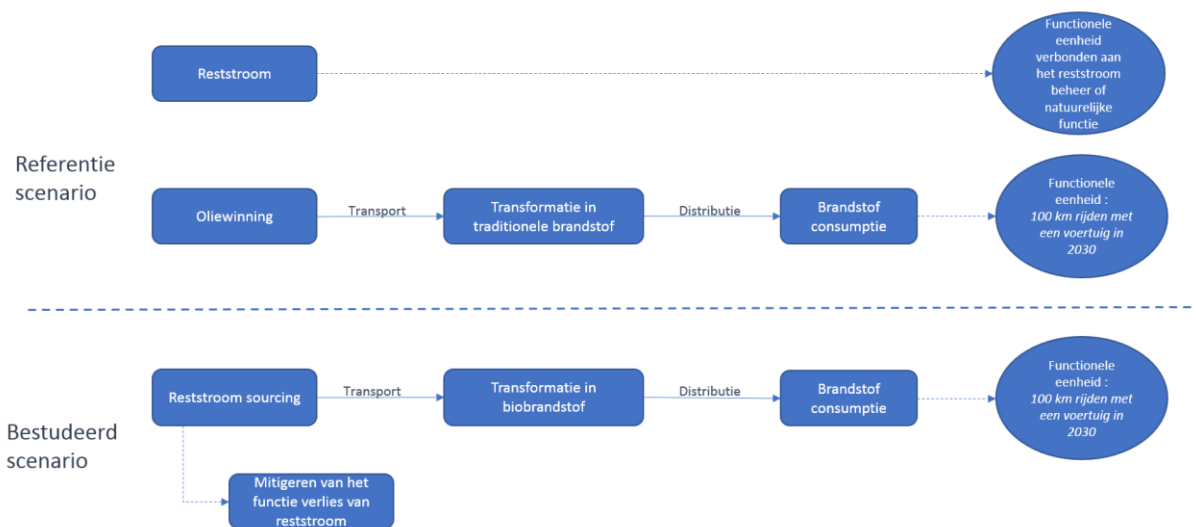 Reststroom
Functionele
eenheid
verbonden aan
het reststroom
beheer of
natuurelijke
functie
Referentie
scenario
Oliewinning
Transport
Transformatie in
traditionele brandstof
Distributie
Brandstof
consumptie
Functionele
eenheid :
100 km rijden met
een voertuig in
2030
Bestudeerd
scenario
Reststroom sourcing
Transport
Transformatie in
biobrandstof
Distributie
Brandstof
consumptie
Functionele
eenheid :
100 km rijden met
een voertuig in
2030
Mitigeren van het
functie verlies van
reststroom